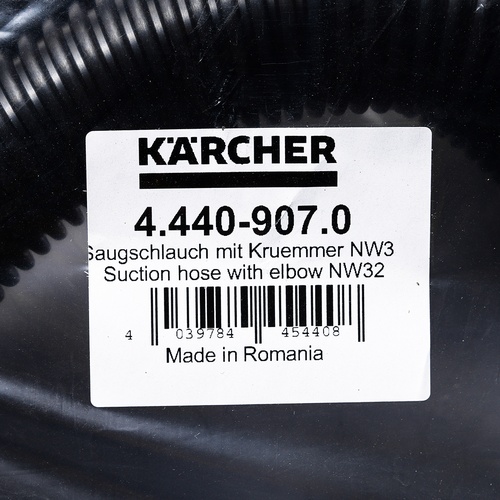 KÄRCHER
4.440-907.0
Saugschlauch mit Kruemmer NW3
Suction hose with elbow NW32
4 039784 454408
Made in Romania